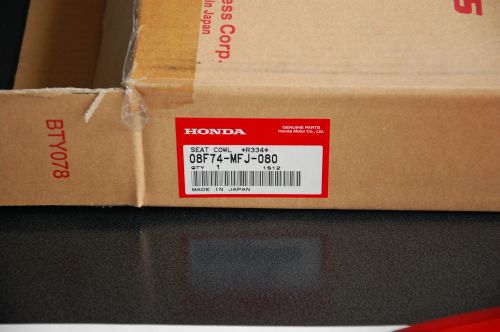 ess Corp.
in Japan
S
BTY078
HONDA
GENUINE PARTS
Honda Motor Co., Ltd.
SEAT COWL *R334*
08F74-MFJ-080
QTY 1 1912
MADE IN JAPAN